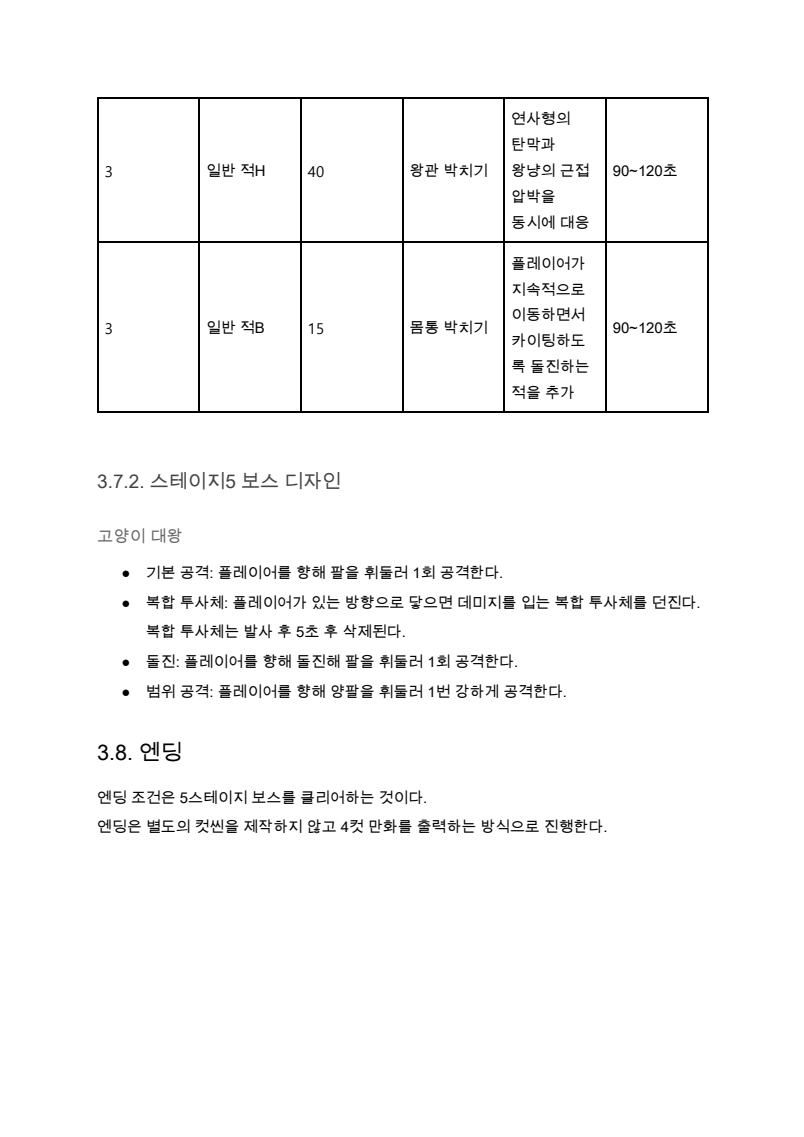 3
일반 적H
40
왕관 박치기
연사형의
탄막과
왕냥의 근접
압박을
동시에 대응
90~120초
3
일반 적B
15
몸통 박치기
플레이어가
지속적으로
이동하면서
카이팅하도
록 돌진하는
적을 추가
90~120초
3.7.2. 스테이지5 보스 디자인
고양이 대왕
● 기본 공격: 플레이어를 향해 팔을 휘둘러 1회 공격한다.
● 복합 투사체: 플레이어가 있는 방향으로 닿으면 데미지를 입는 복합 투사체를 던진다.
복합 투사체는 발사 후 5초 후 삭제된다.
● 돌진: 플레이어를 향해 돌진해 팔을 휘둘러 1회 공격한다.
● 범위 공격: 플레이어를 향해 양팔을 휘둘러 1번 강하게 공격한다.
3.8. 엔딩
엔딩 조건은 5스테이지 보스를 클리어하는 것이다.
엔딩은 별도의 컷씬을 제작하지 않고 4컷 만화를 출력하는 방식으로 진행한다.